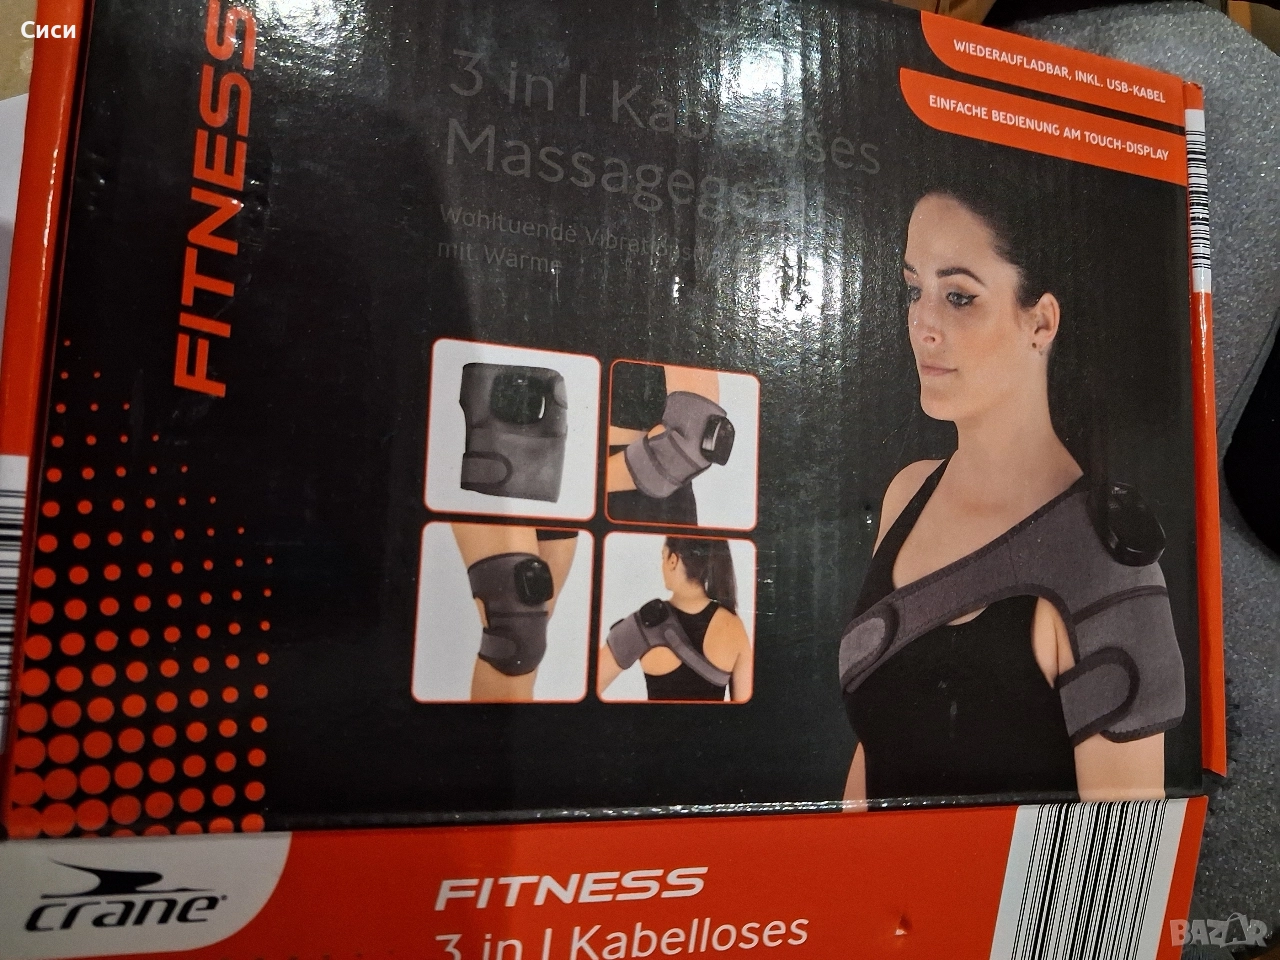 Сиси
FITNESS
3 in 1 Kabelloses
Massagegerät
Wohltuende Vibrationsmassage
mit Wärme
WIEDERAUFLADBAR, INKL. USB-KABEL
EINFACHE BEDIENUNG AM TOUCH-DISPLAY
crane
FITNESS
3 in 1 Kabelloses
BAZAR